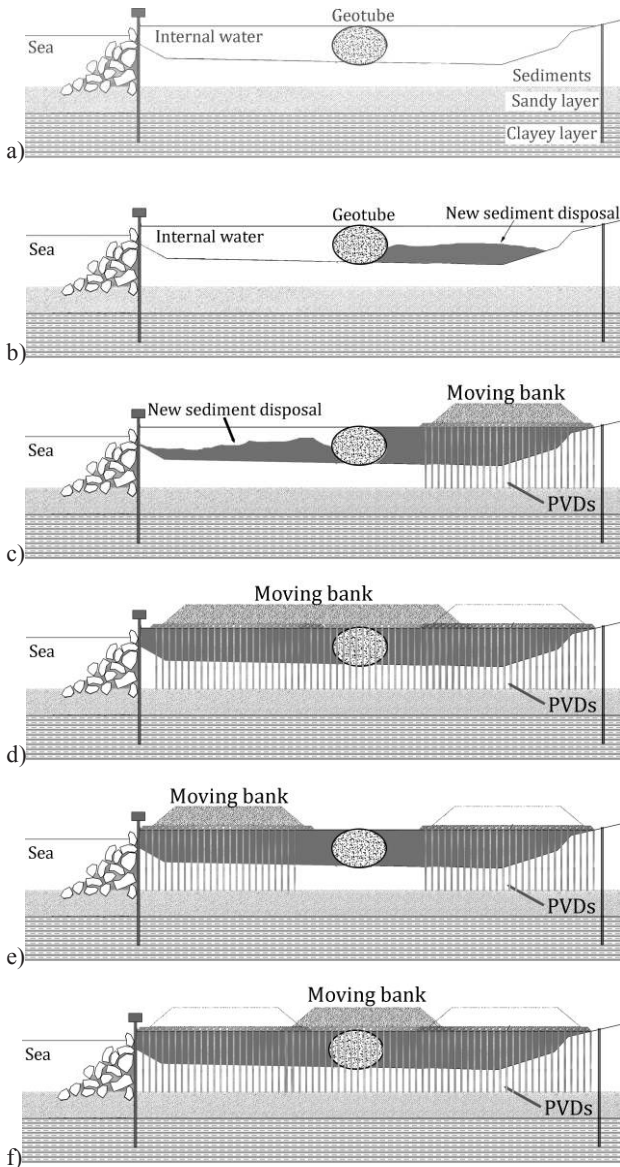 Geotube
Sea
Internal water
Sediments
Sandy layer
Clayey layer
a)
Geotube
New sediment disposal
Internal water
Sea
b)
Moving bank
New sediment disposal
Sea
PVDs
c)
Moving bank
Sea
PVDs
d)
Moving bank
Sea
PVDs
e)
Moving bank
Sea
PVDs
f)